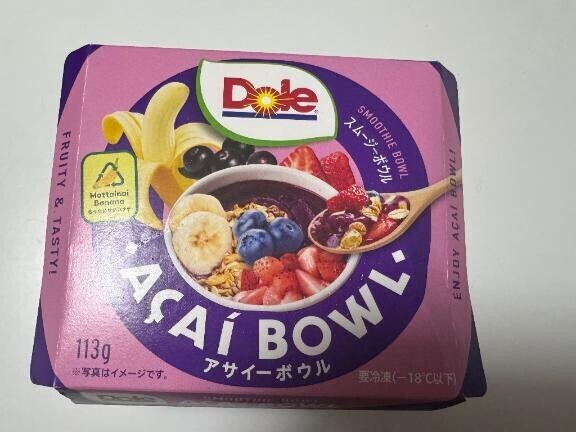 Dole
SMOOTHIE BOWL
スムージーボウル
FRUITY & TASTY!
Mottainai
Banana
ENJOY AÇAÍ BOWL!
AÇAÍ BOWL
アサイーボウル
113g
※写真はイメージです。
要冷凍(-18℃以下)
SMOOTHIE BOWL